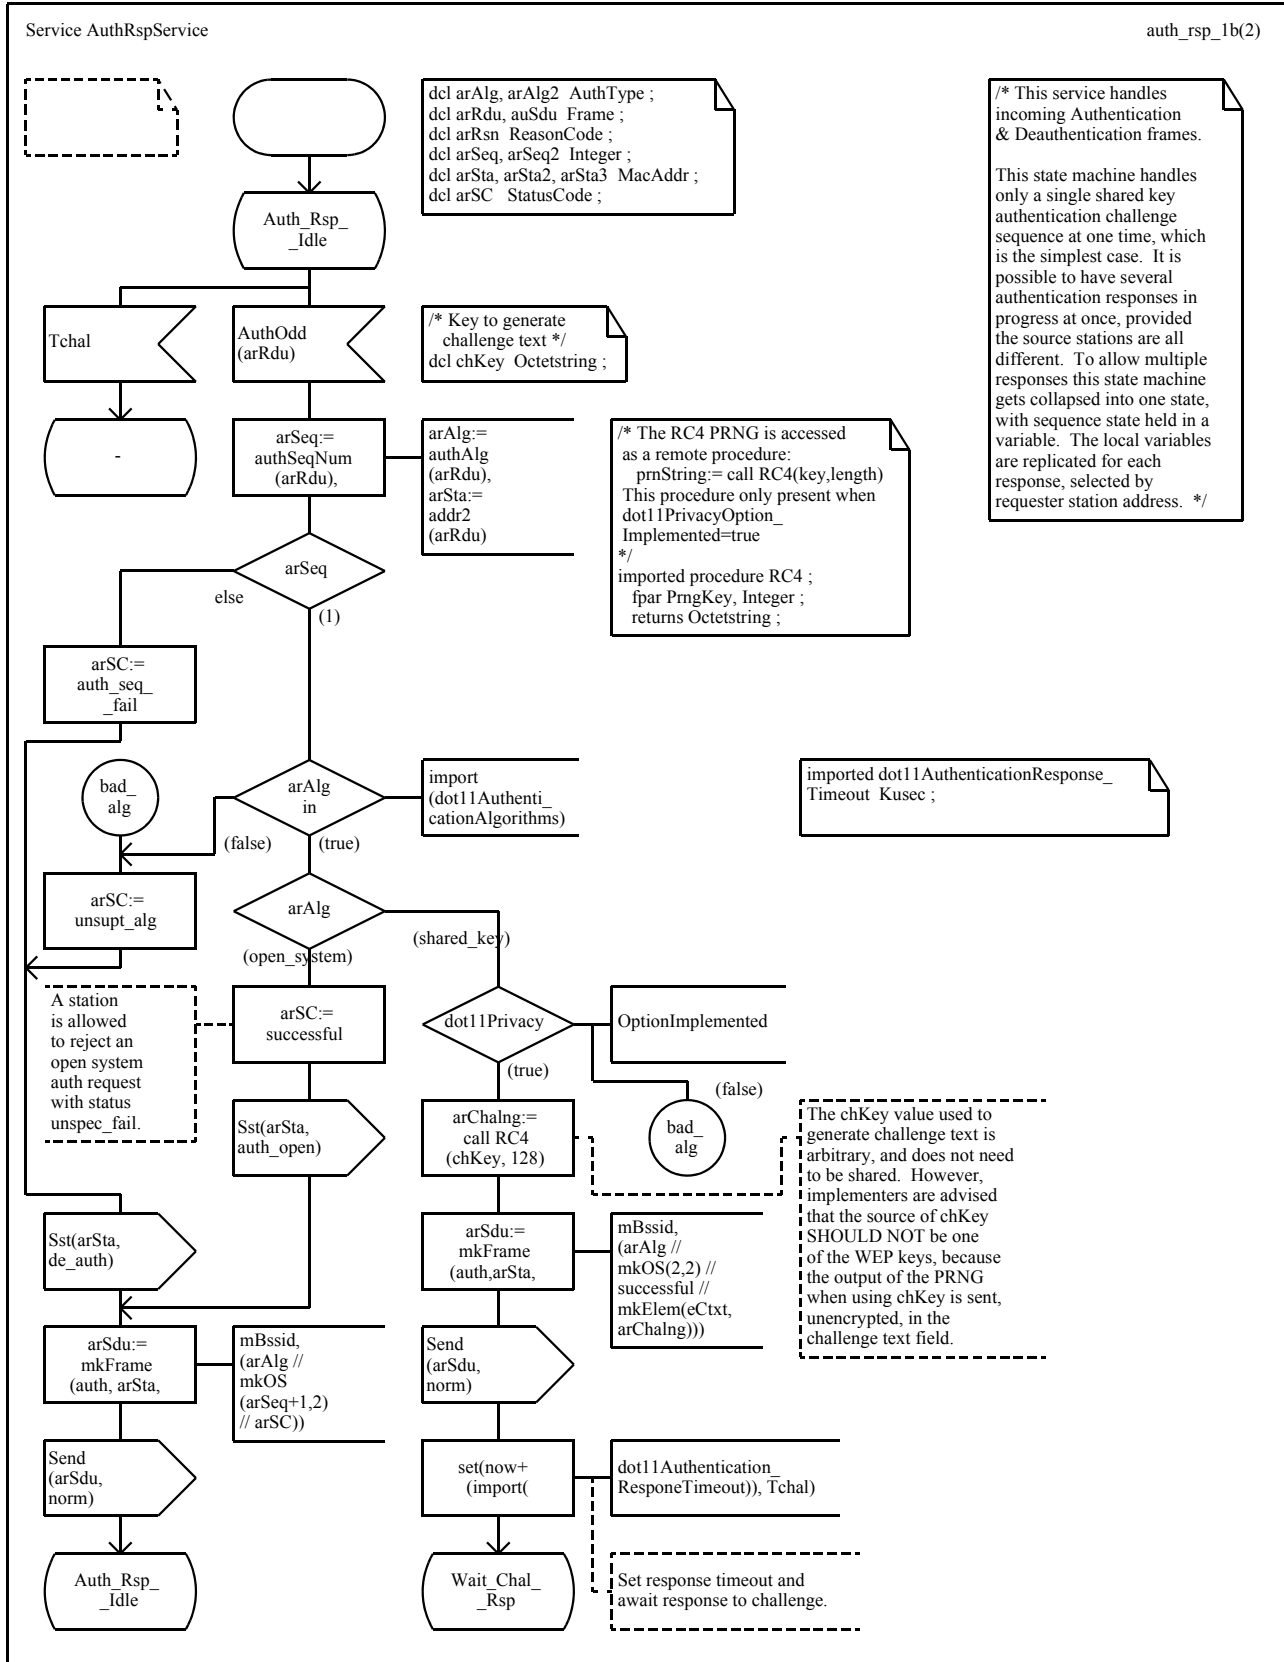 Service AuthRspService
auth_rsp_1b(2)
dcl arAlg, arAlg2  AuthType ;
dcl arRdu, auSdu  Frame ;
dcl arRsn  ReasonCode ;
dcl arSeq, arSeq2  Integer ;
dcl arSta, arSta2, arSta3  MacAddr ;
dcl arSC   StatusCode ;
/* This service handles
incoming Authentication
& Deauthentication frames.
This state machine handles
only a single shared key
authentication challenge
sequence at one time, which
is the simplest case.  It is
possible to have several
authentication responses in
progress at once, provided
the source stations are all
different.  To allow multiple
responses this state machine
gets collapsed into one state,
with sequence state held in a
variable.  The local variables
are replicated for each
response, selected by
requester station address.  */
Auth_Rsp_
_Idle
Tchal
AuthOdd
(arRdu)
/* Key to generate
challenge text */
dcl chKey  Octetstring ;
-
arSeq:=
authSeqNum
(arRdu),
arAlg:=
authAlg
(arRdu),
arSta:=
addr2
(arRdu)
/* The RC4 PRNG is accessed
as a remote procedure:
prnString:= call RC4(key,length)
This procedure only present when
dot11PrivacyOption_
Implemented=true
*/
imported procedure RC4 ;
fpar PrngKey, Integer ;
returns Octetstring ;
arSeq
else
(1)
arSC:=
auth_seq_
_fail
bad_
alg
arAlg
in
import
(dot11Authenti_
cationAlgorithms)
imported dot11AuthenticationResponse_
Timeout  Kusec ;
(false)
(true)
arSC:=
unsupt_alg
arAlg
(open_system)
(shared_key)
A station
is allowed
to reject an
open system
auth request
with status
unspec_fail.
arSC:=
successful
dot11Privacy
OptionImplemented
(true)
(false)
Sst(arSta,
auth_open)
arChalng:=
call RC4
(chKey, 128)
bad_
alg
The chKey value used to
generate challenge text is
arbitrary, and does not need
to be shared.  However,
implementers are advised
that the source of chKey
SHOULD NOT be one
of the WEP keys, because
the output of the PRNG
when using chKey is sent,
unencrypted, in the
challenge text field.
Sst(arSta,
de_auth)
arSdu:=
mkFrame
(auth,arSta,
mBssid,
(arAlg //
mkOS(2,2) //
successful //
mkElem(eCtxt,
arChalng)))
arSdu:=
mkFrame
(auth, arSta,
mBssid,
(arAlg //
mkOS
(arSeq+1,2)
// arSC))
Send
(arSdu,
norm)
Send
(arSdu,
norm)
set(now+
(import(
dot11Authentication_
ResponeTimeout)), Tchal)
Auth_Rsp_
_Idle
Wait_Chal_
_Rsp
Set response timeout and
await response to challenge.